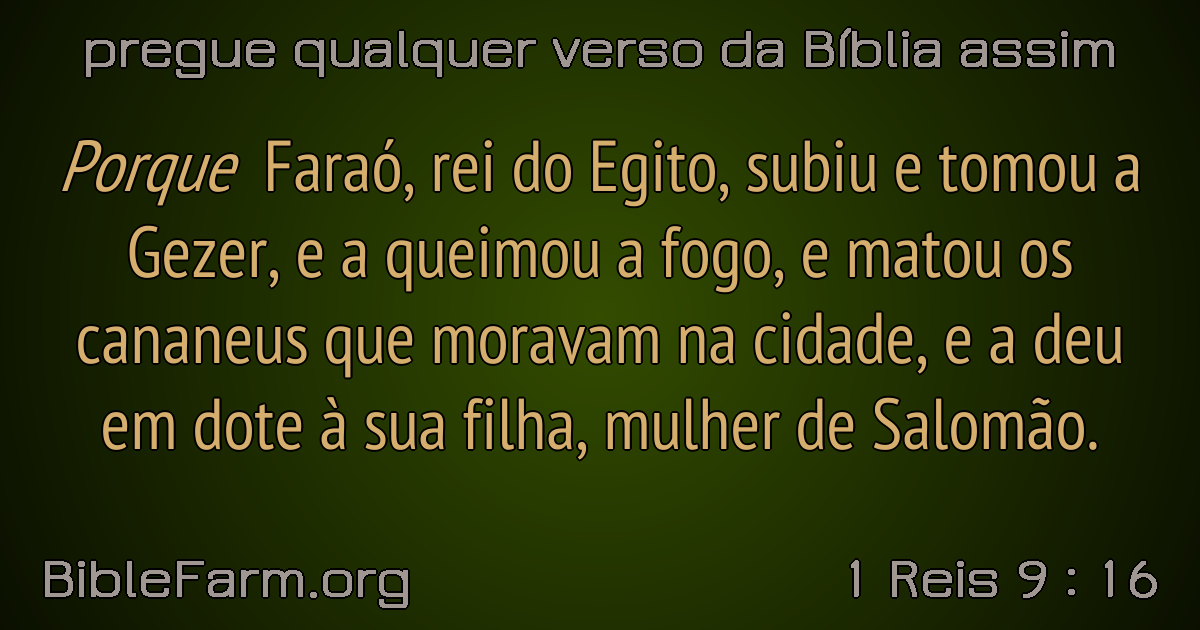 pregue qualquer verso da Bíblia assim
Porque Faraó, rei do Egito, subiu e tomou a
Gezer, e a queimou a fogo, e matou os
cananeus que moravam na cidade, e a deu
em dote à sua filha, mulher de Salomão.
BibleFarm.org
1 Reis 9 : 16